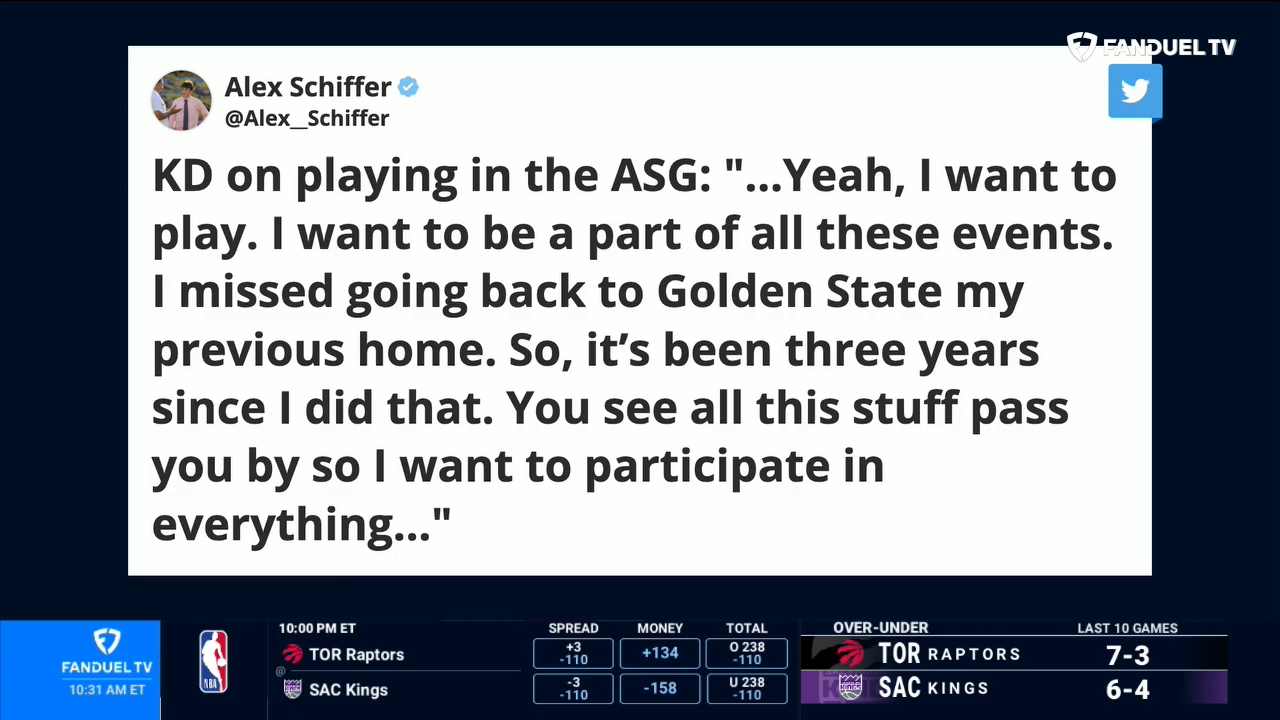 FANDUEL TV
Alex Schiffer
@Alex__Schiffer
KD on playing in the ASG: "...Yeah, I want to
play. I want to be a part of all these events.
I missed going back to Golden State my
previous home. So, it’s been three years
since I did that. You see all this stuff pass
you by so I want to participate in
everything..."
FANDUEL TV
10:31 AM ET
NBA
10:00 PM ET SPREAD MONEY TOTAL
TOR Raptors +3 -110 +134 O 238 -110
@
SAC Kings -3 -110 -158 U 238 -110
OVER-UNDER LAST 10 GAMES
TOR RAPTORS 7-3
SAC KINGS 6-4